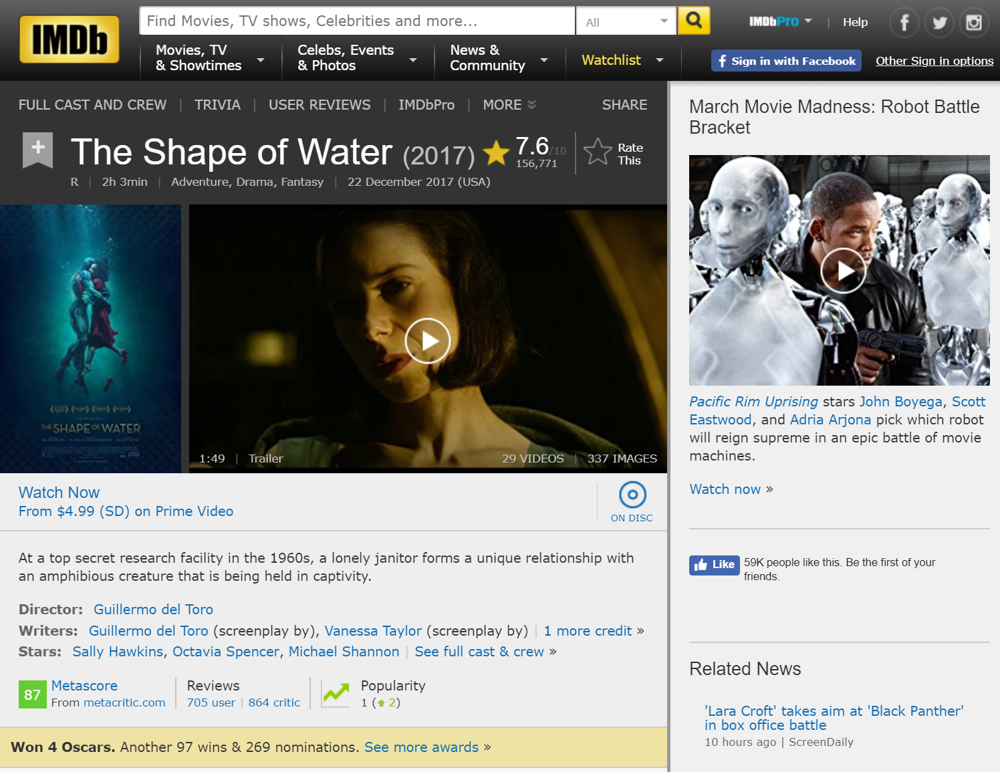 IMDb
Find Movies, TV shows, Celebrities and more...
All
IMDbPro
|
Help
Movies, TV
& Showtimes
Celebs, Events
& Photos
News &
Community
Watchlist
Sign in with Facebook
Other Sign in options
FULL CAST AND CREW | TRIVIA | USER REVIEWS | IMDbPro | MORE
SHARE
The Shape of Water (2017)
7.6/10
156,771
Rate
This
R | 2h 3min | Adventure, Drama, Fantasy | 22 December 2017 (USA)
THE SHAPE OF WATER
1:49 | Trailer
29 VIDEOS | 337 IMAGES
Watch Now
From $4.99 (SD) on Prime Video
ON DISC
At a top secret research facility in the 1960s, a lonely janitor forms a unique relationship with
an amphibious creature that is being held in captivity.
Director: Guillermo del Toro
Writers: Guillermo del Toro (screenplay by), Vanessa Taylor (screenplay by) | 1 more credit »
Stars: Sally Hawkins, Octavia Spencer, Michael Shannon | See full cast & crew »
87
Metascore
From metacritic.com
Reviews
705 user | 864 critic
Popularity
1 (2)
Won 4 Oscars. Another 97 wins & 269 nominations. See more awards »
March Movie Madness: Robot Battle
Bracket
Pacific Rim Uprising stars John Boyega, Scott
Eastwood, and Adria Arjona pick which robot
will reign supreme in an epic battle of movie
machines.
Watch now »
Like
59K people like this. Be the first of your
friends.
Related News
'Lara Croft' takes aim at 'Black Panther'
in box office battle
10 hours ago | ScreenDaily